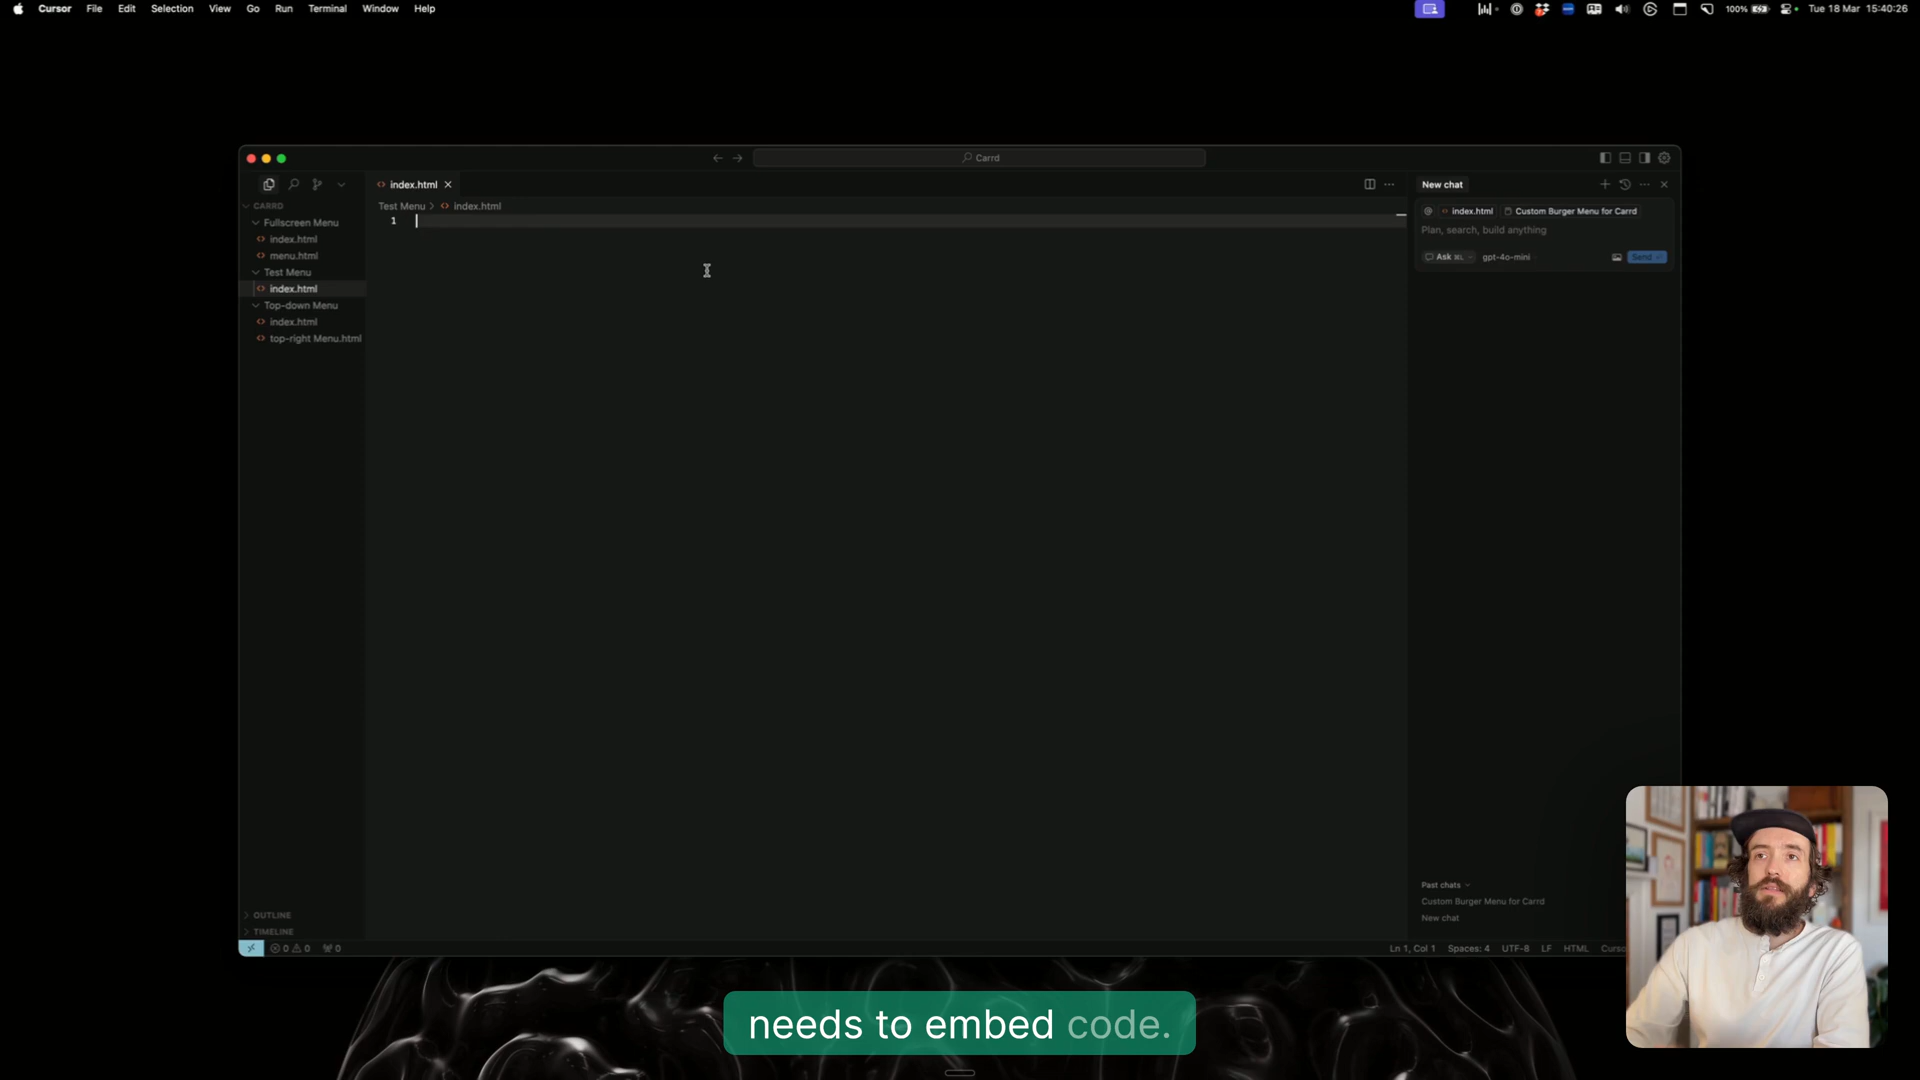 Cursor File Edit Selection View Go Run Terminal Window Help
100% Tue 18 Mar 15:40:26
Carrd
index.html
New chat
CARRD
Test Menu > index.html
1
Fullscreen Menu
index.html
menu.html
Test Menu
index.html
Top-down Menu
index.html
top-right Menu.html
@ index.html Custom Burger Menu for Carrd
Plan, search, build anything
Ask ⌘L gpt-4o-mini Send
Past chats
Custom Burger Menu for Carrd
New chat
OUTLINE
TIMELINE
0 0 0
Ln 1, Col 1 Spaces: 4 UTF-8 LF HTML
needs to embed code.